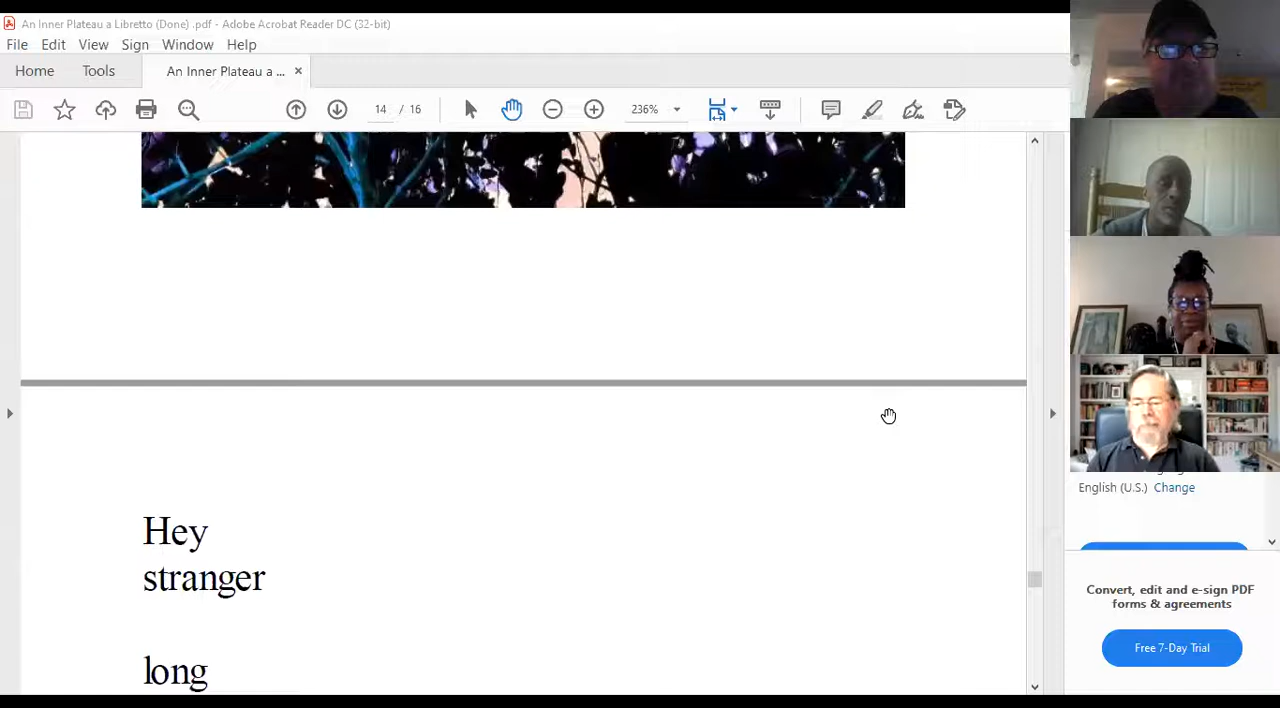 An Inner Plateau a Libretto (Done) .pdf - Adobe Acrobat Reader DC (32-bit)
File Edit View Sign Window Help
Home Tools An Inner Plateau a ... ×
14 / 16 236%
Hey
stranger
long
English (U.S.) Change
Convert, edit and e-sign PDF
forms & agreements
Free 7-Day Trial